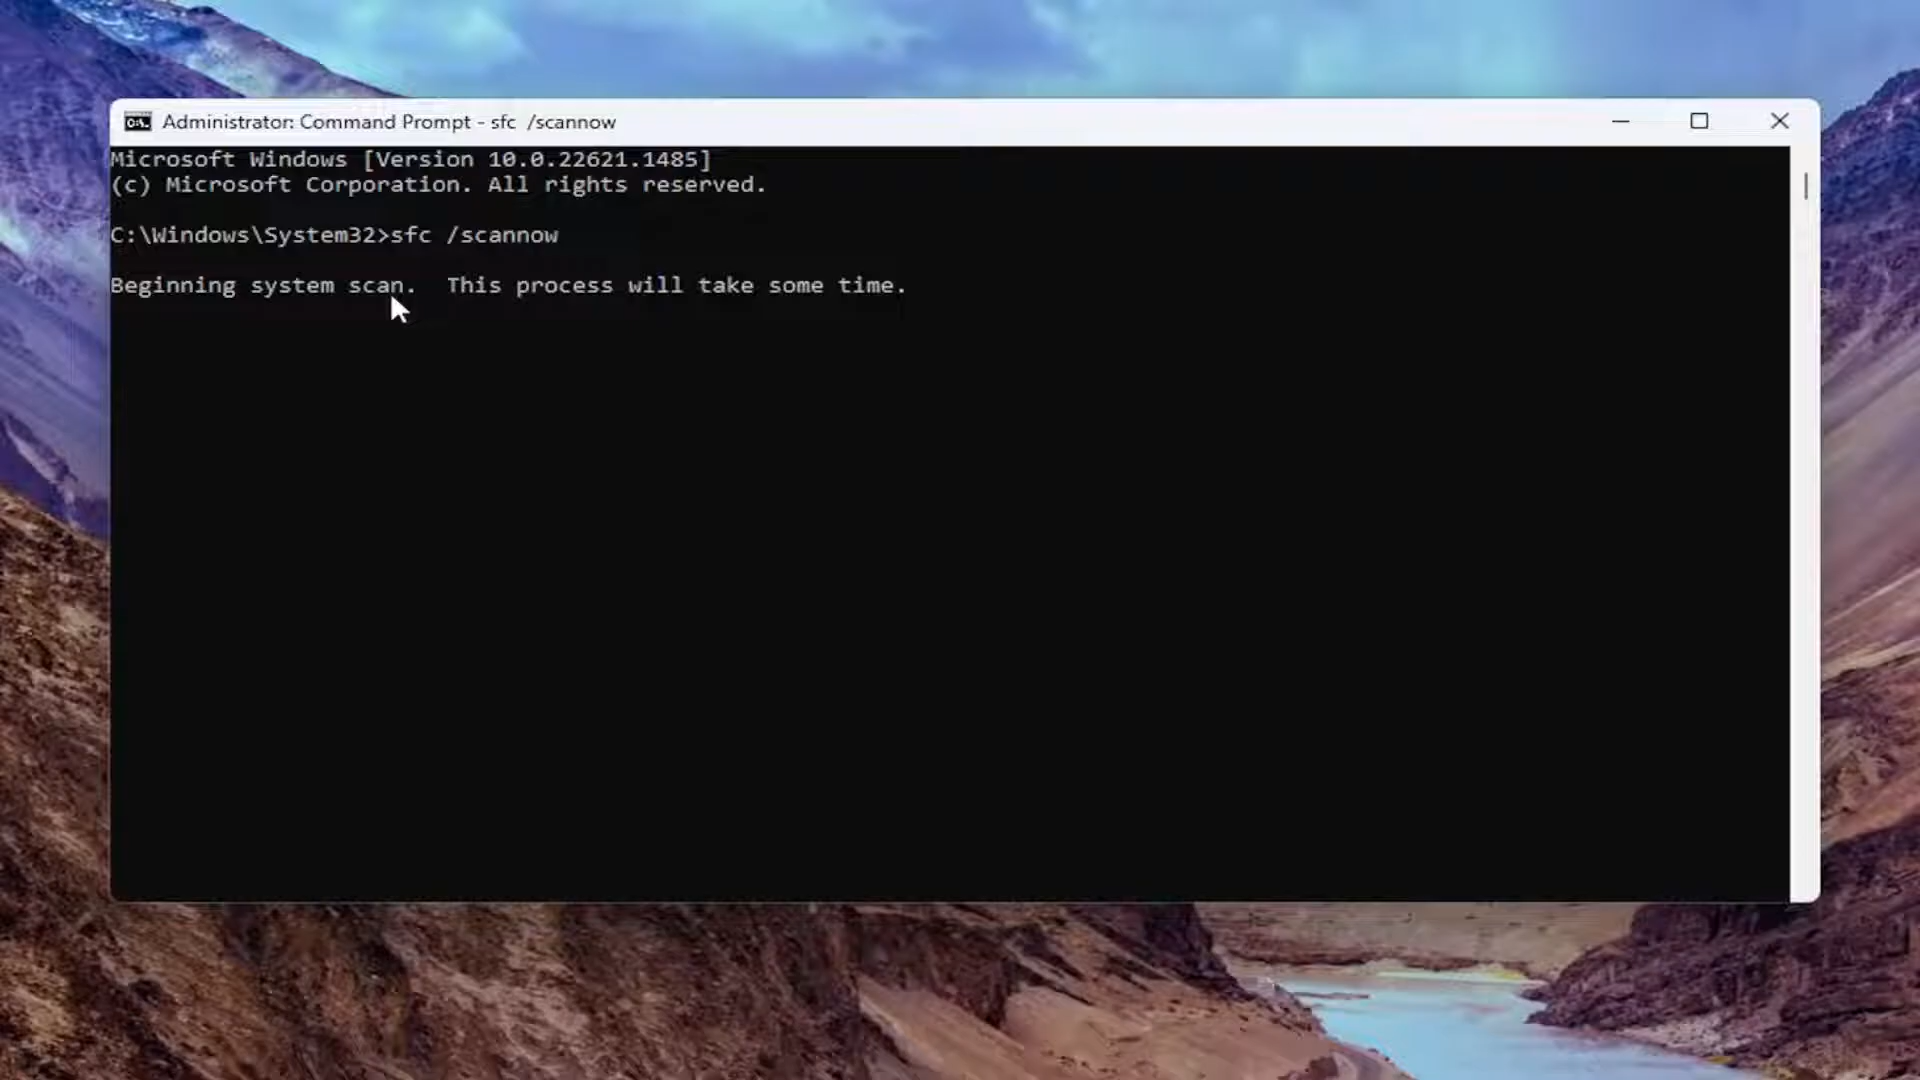 Administrator: Command Prompt - sfc  /scannow
Microsoft Windows [Version 10.0.22621.1485]
(c) Microsoft Corporation. All rights reserved.
C:\Windows\System32>sfc /scannow
Beginning system scan.  This process will take some time.